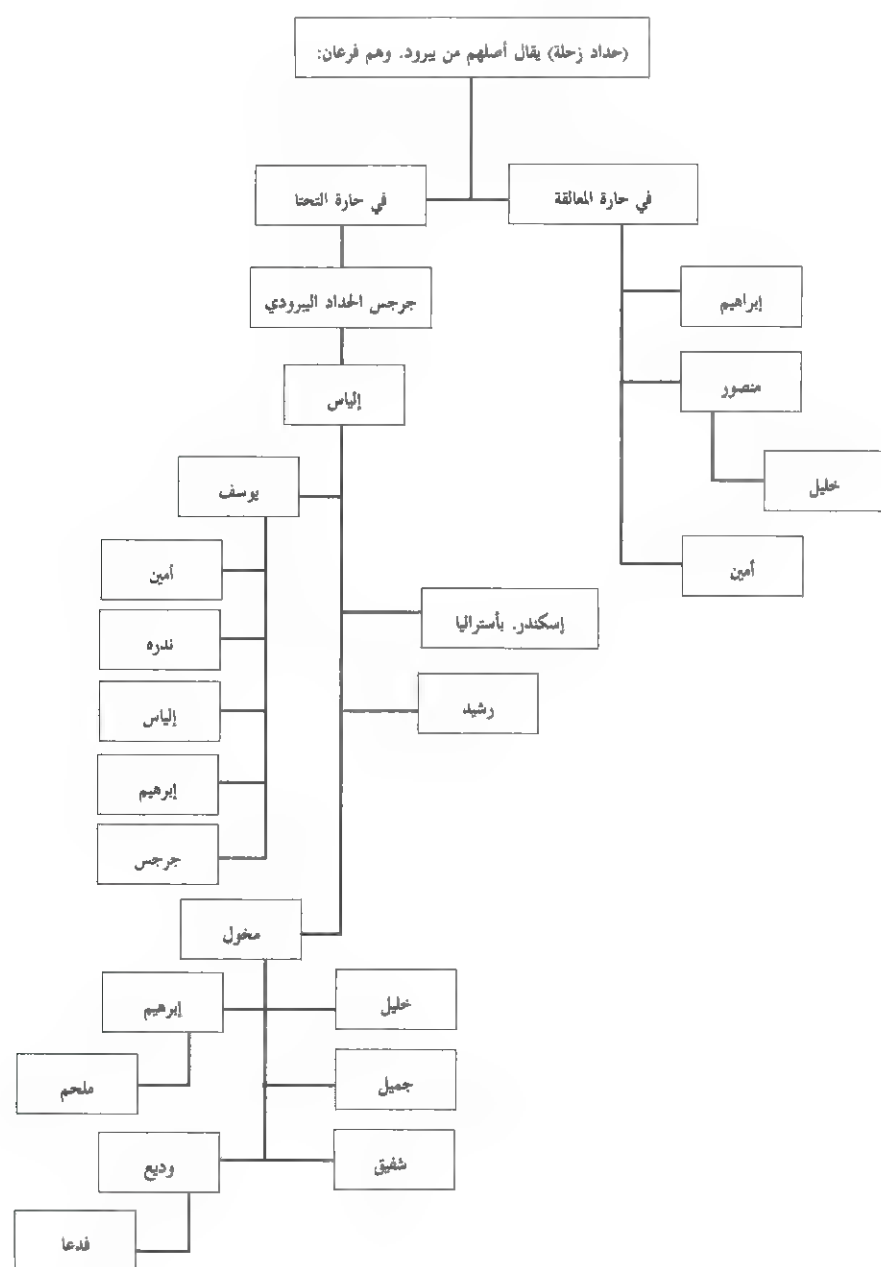 (حداد زحلة) يقال أصلهم من يبرود. وهم فرعان:
في حارة المعالقة
في حارة التحتا
إبراهيم
منصور
خليل
أمين
جرجس الحداد اليبرودي
إلياس
يوسف
أمين
ندره
إلياس
إبرهيم
جرجس
إسكندر. بأستراليا
رشيد
مخول
خليل
إبرهيم
ملحم
جميل
شفيق
وديع
فدعا